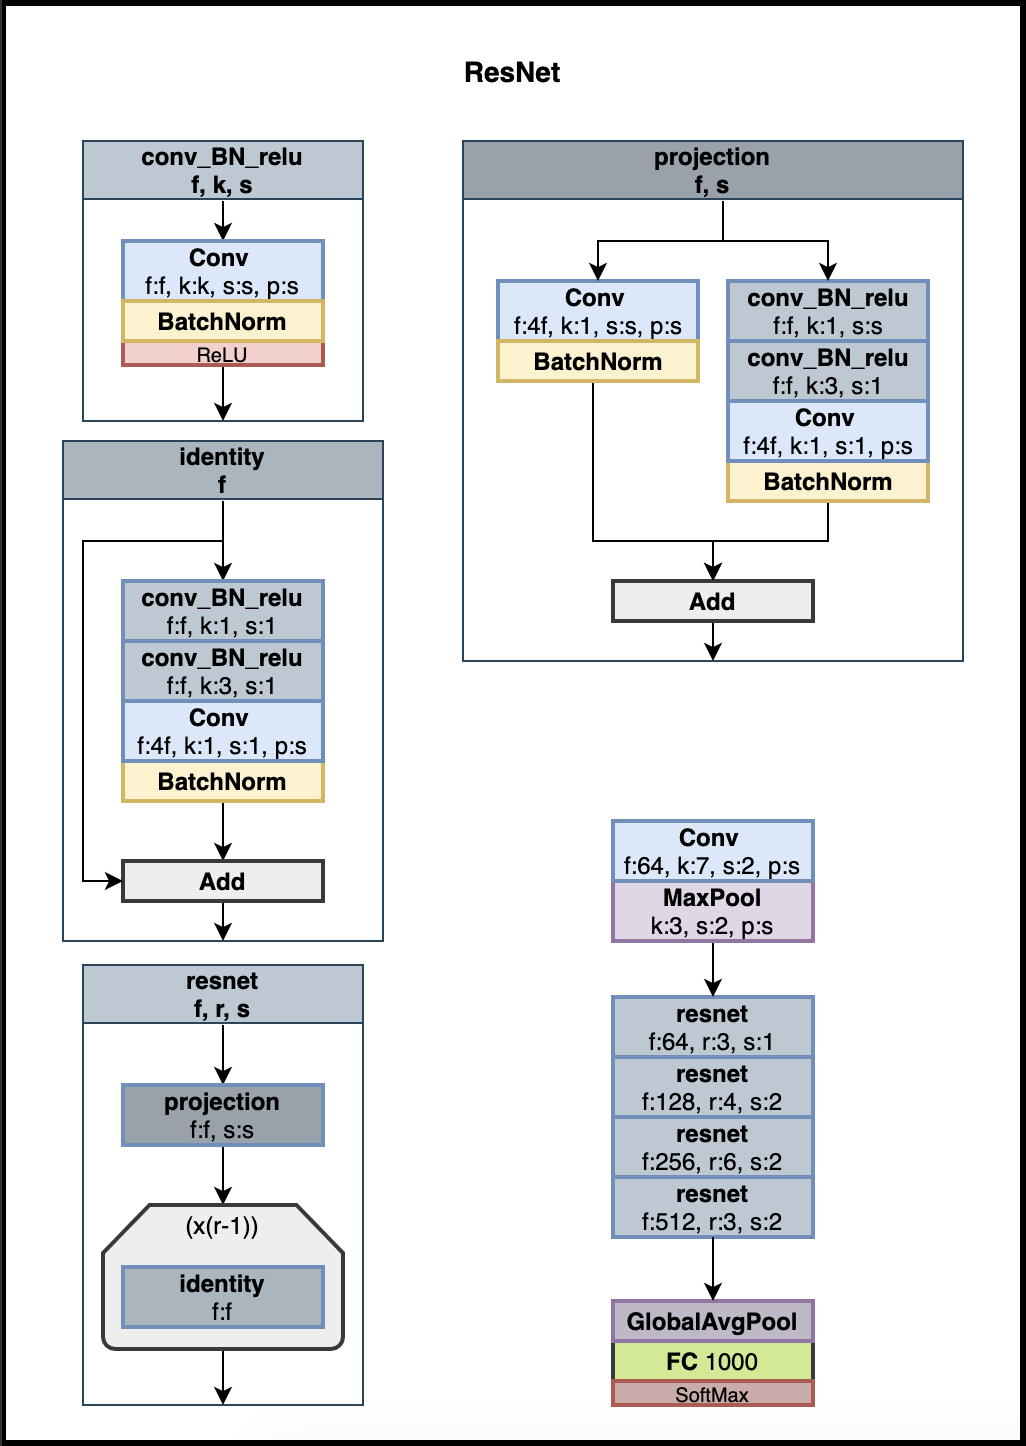 ResNet
conv_BN_relu
f, k, s
Conv
f:f, k:k, s:s, p:s
BatchNorm
ReLU
identity
f
conv_BN_relu
f:f, k:1, s:1
conv_BN_relu
f:f, k:3, s:1
Conv
f:4f, k:1, s:1, p:s
BatchNorm
Add
resnet
f, r, s
projection
f:f, s:s
(x(r-1))
identity
f:f
projection
f, s
Conv
f:4f, k:1, s:s, p:s
BatchNorm
conv_BN_relu
f:f, k:1, s:s
conv_BN_relu
f:f, k:3, s:1
Conv
f:4f, k:1, s:1, p:s
BatchNorm
Add
Conv
f:64, k:7, s:2, p:s
MaxPool
k:3, s:2, p:s
resnet
f:64, r:3, s:1
resnet
f:128, r:4, s:2
resnet
f:256, r:6, s:2
resnet
f:512, r:3, s:2
GlobalAvgPool
FC 1000
SoftMax